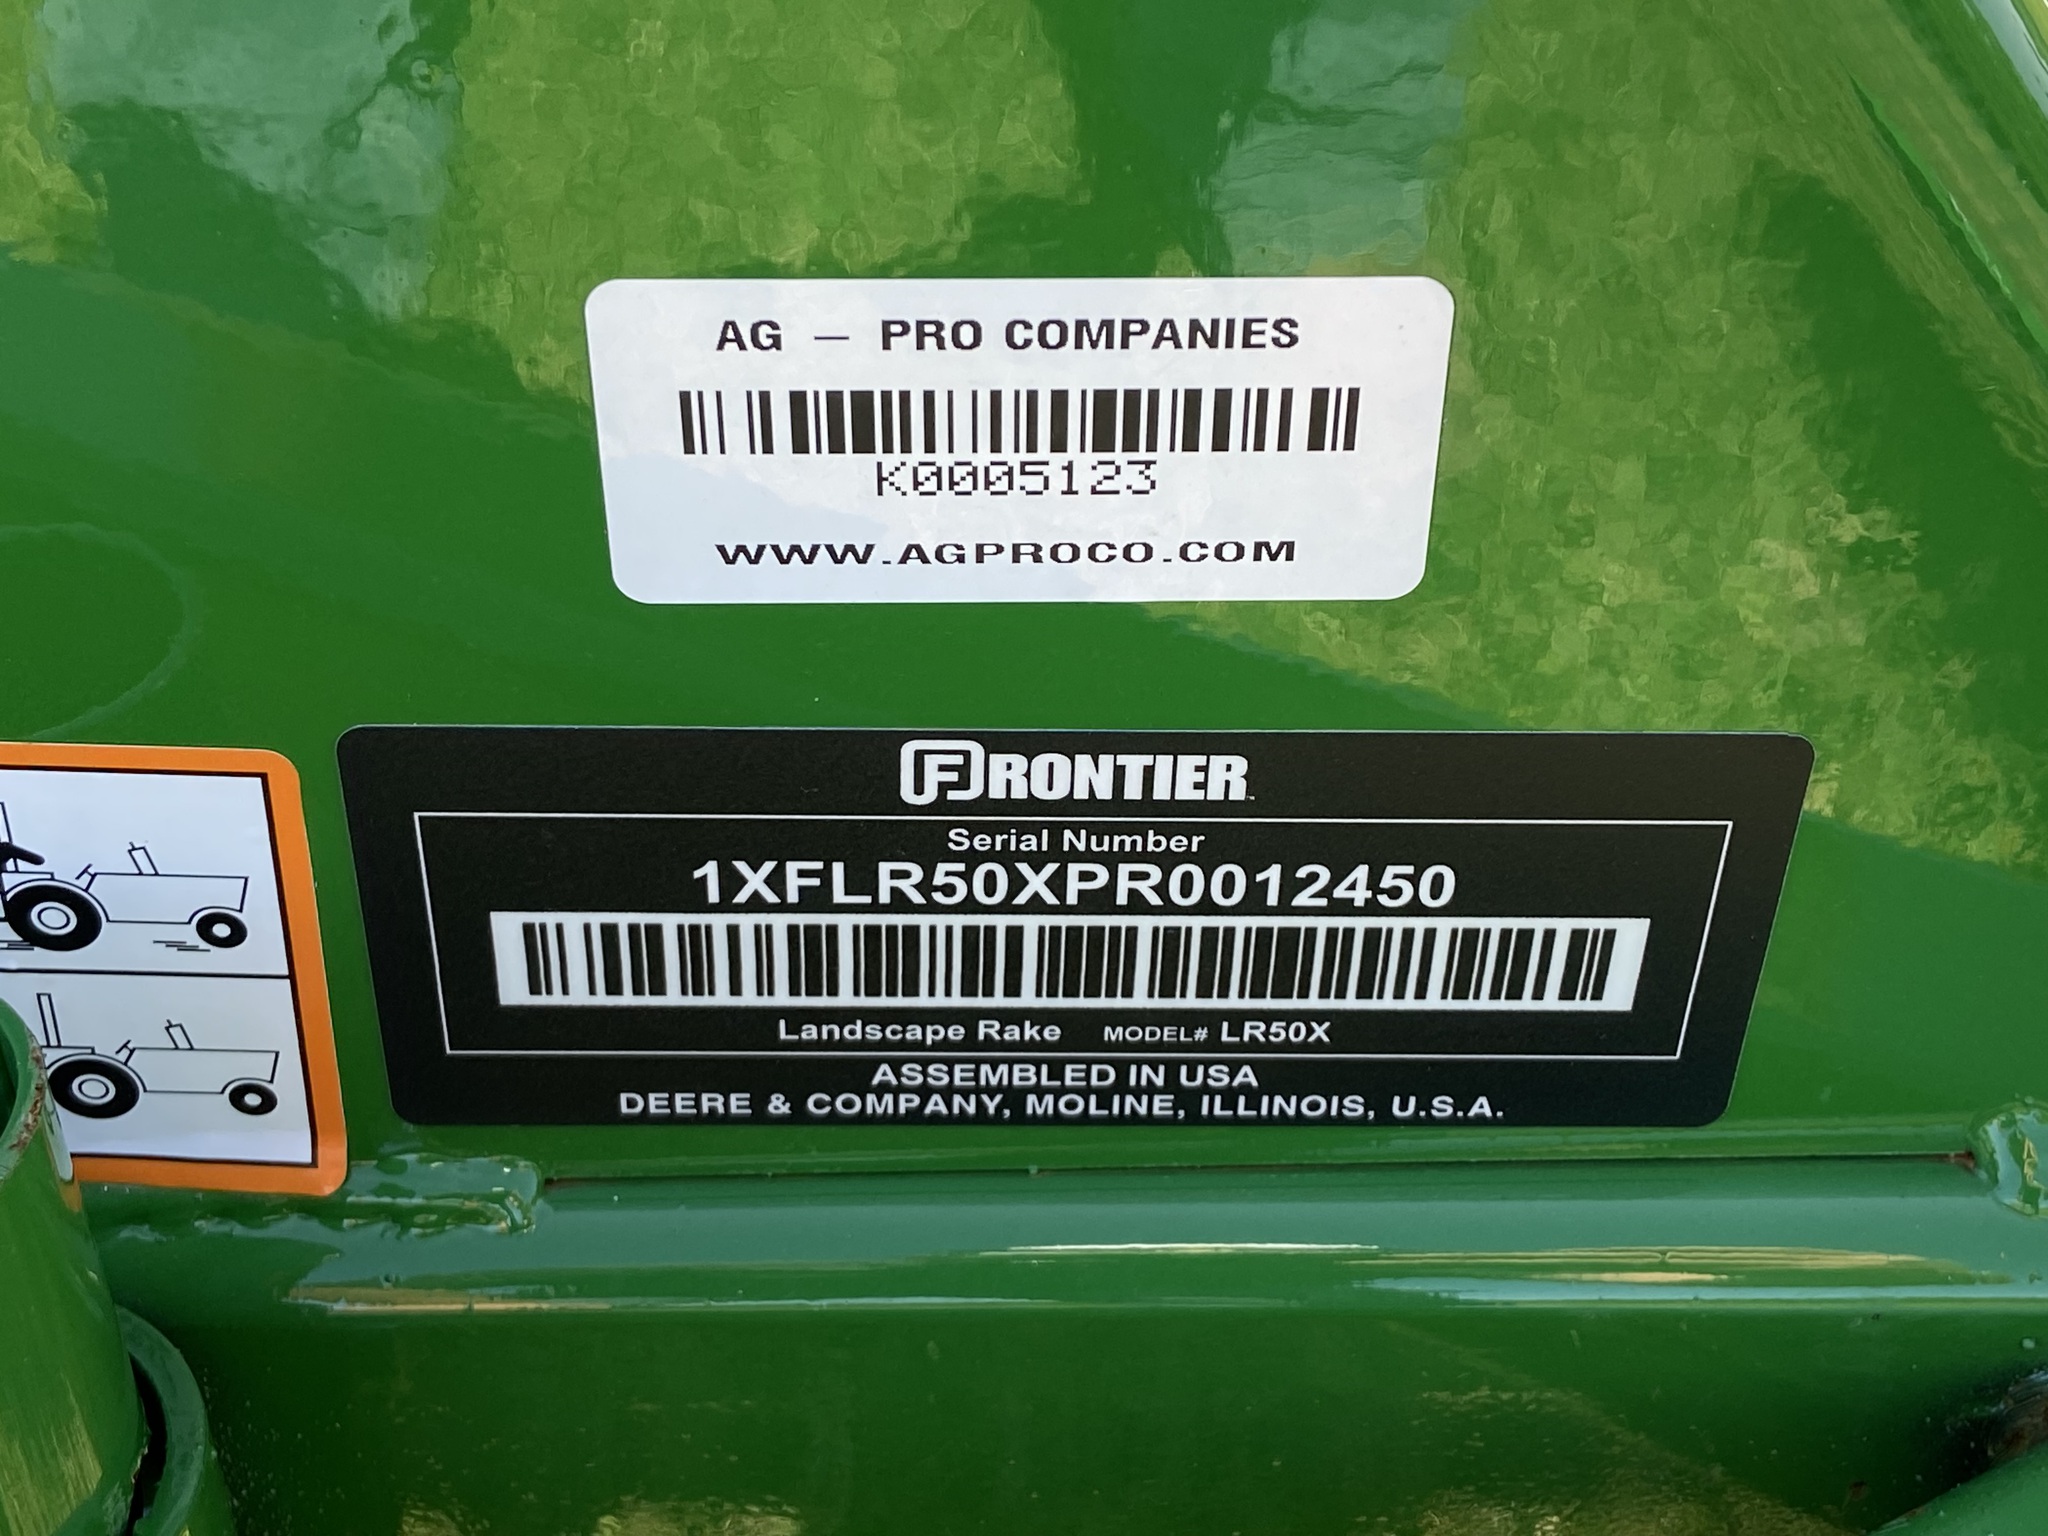 AG – PRO COMPANIES
K0005123
WWW.AGPROCO.COM
FRONTIER
Serial Number
1XFLR50XPR0012450
Landscape Rake MODEL# LR50X
ASSEMBLED IN USA
DEERE & COMPANY, MOLINE, ILLINOIS, U.S.A.